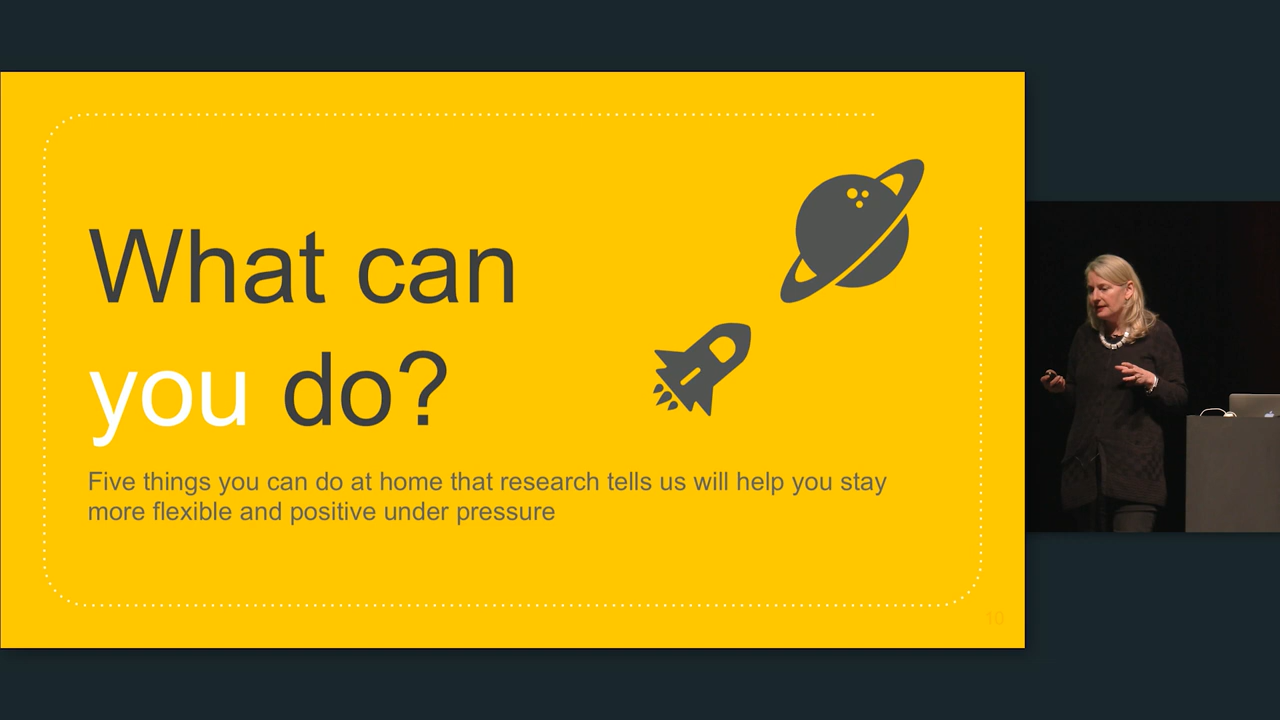 What can
you do?
Five things you can do at home that research tells us will help you stay
more flexible and positive under pressure
10